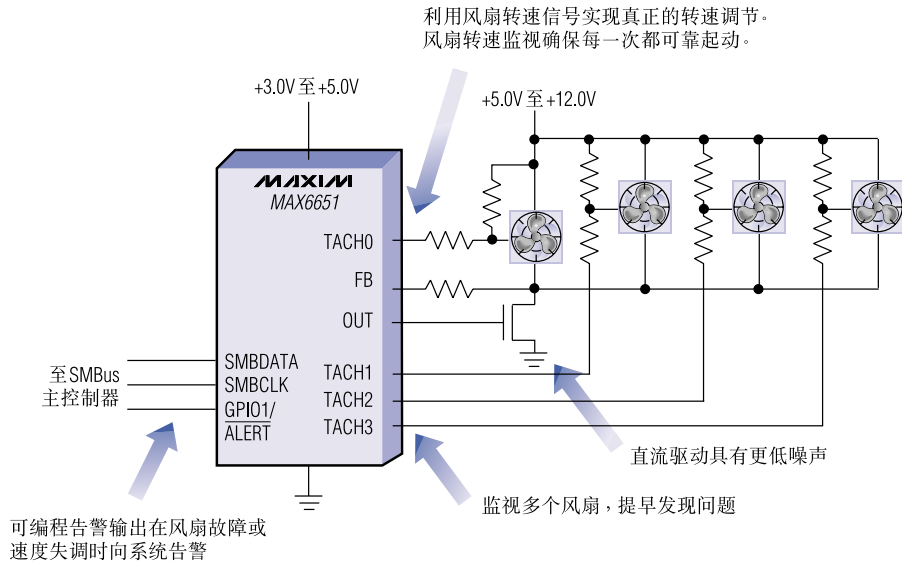 利用风扇转速信号实现真正的转速调节。
风扇转速监视确保每一次都可靠起动。
+3.0V 至 +5.0V
+5.0V 至 +12.0V
MAXIM
MAX6651
TACH0
FB
OUT
SMBDATA
SMBCLK
GPIO1/
ALERT
TACH1
TACH2
TACH3
至SMBus
主控制器
直流驱动具有更低噪声
监视多个风扇，提早发现问题
可编程告警输出在风扇故障或
速度失调时向系统告警